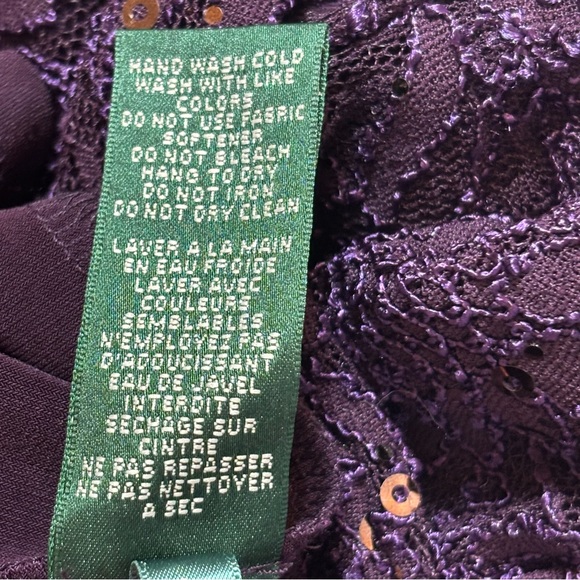 HAND WASH COLD
WASH WITH LIKE
COLORS
DO NOT USE FABRIC
SOFTENER
DO NOT BLEACH
HANG TO DRY
DO NOT IRON
DO NOT DRY CLEAN
LAVER A LA MAIN
EN EAU FROIDE
LAVER AVEC
COULEURS
SEMBLABLES
N'EMPLOYEZ PAS
D'ADOUCISSANT
EAU DE JAVEL
INTERDITE
SECHAGE SUR
CINTRE
NE PAS REPASSER
NE PAS NETTOYER
A SEC